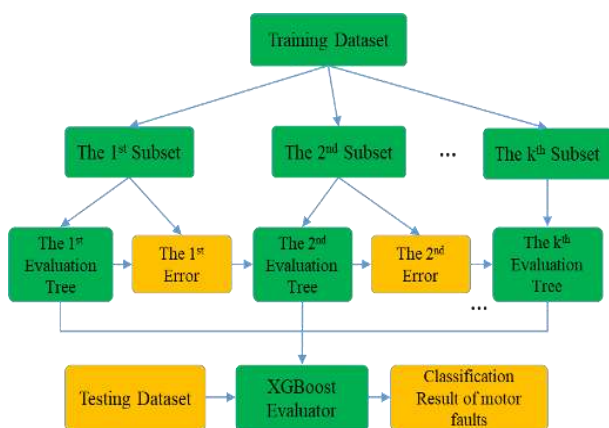 Training Dataset
The 1st Subset
The 2nd Subset
...
The kth Subset
The 1st
Evaluation
Tree
The 1st
Error
The 2nd
Evaluation
Tree
The 2nd
Error
The kth
Evaluation
Tree
...
Testing Dataset
XGBoost
Evaluator
Classification
Result of motor
faults